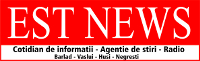 EST NEWS
Cotidian de informatii - Agentie de stiri - Radio
Barlad - Vaslui - Husi - Negresti